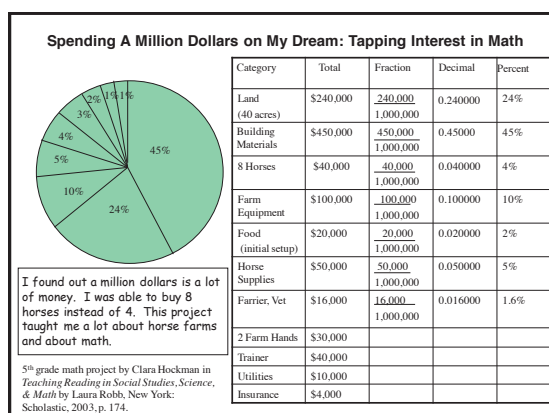 Spending A Million Dollars on My Dream: Tapping Interest in Math
2% 1% 1%
3%
4%
5%
10%
24%
45%
I found out a million dollars is a lot
of money. I was able to buy 8
horses instead of 4. This project
taught me a lot about horse farms
and about math.
5th grade math project by Clara Hockman in
Teaching Reading in Social Studies, Science,
& Math by Laura Robb, New York:
Scholastic, 2003, p. 174.
Category Total Fraction Decimal Percent
Land $240,000 240,000 0.240000 24%
(40 acres) 1,000,000
Building $450,000 450,000 0.45000 45%
Materials 1,000,000
8 Horses $40,000 40,000 0.040000 4%
1,000,000
Farm $100,000 100,000 0.100000 10%
Equipment 1,000,000
Food $20,000 20,000 0.020000 2%
(initial setup) 1,000,000
Horse $50,000 50,000 0.050000 5%
Supplies 1,000,000
Farrier, Vet $16,000 16,000 0.016000 1.6%
1,000,000
2 Farm Hands $30,000
Trainer $40,000
Utilities $10,000
Insurance $4,000